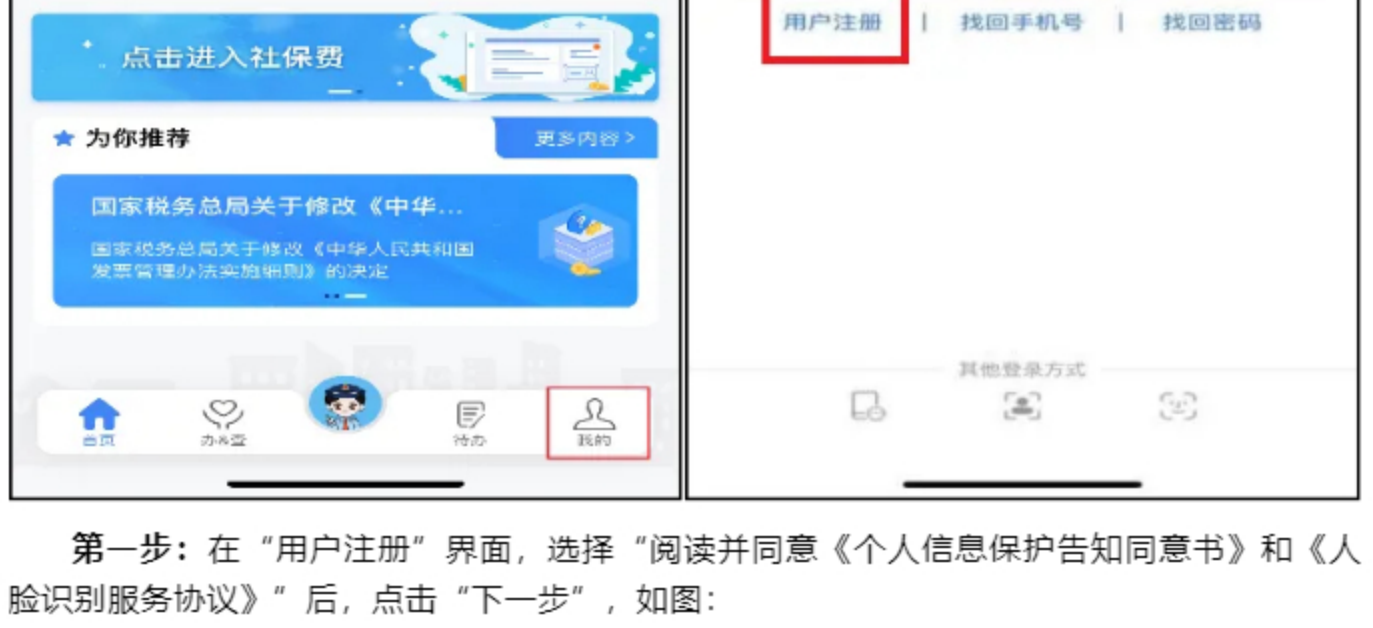 点击进入社保费
为你推荐
更多内容>
国家税务总局关于修改《中华...
国家税务总局关于修改《中华人民共和国
发票管理办法实施细则》的决定
首页
办&查
待办
我的
用户注册 | 找回手机号 | 找回密码
其他登录方式
第一步：在“用户注册”界面，选择“阅读并同意《个人信息保护告知同意书》和《人
脸识别服务协议》”后，点击“下一步”，如图：